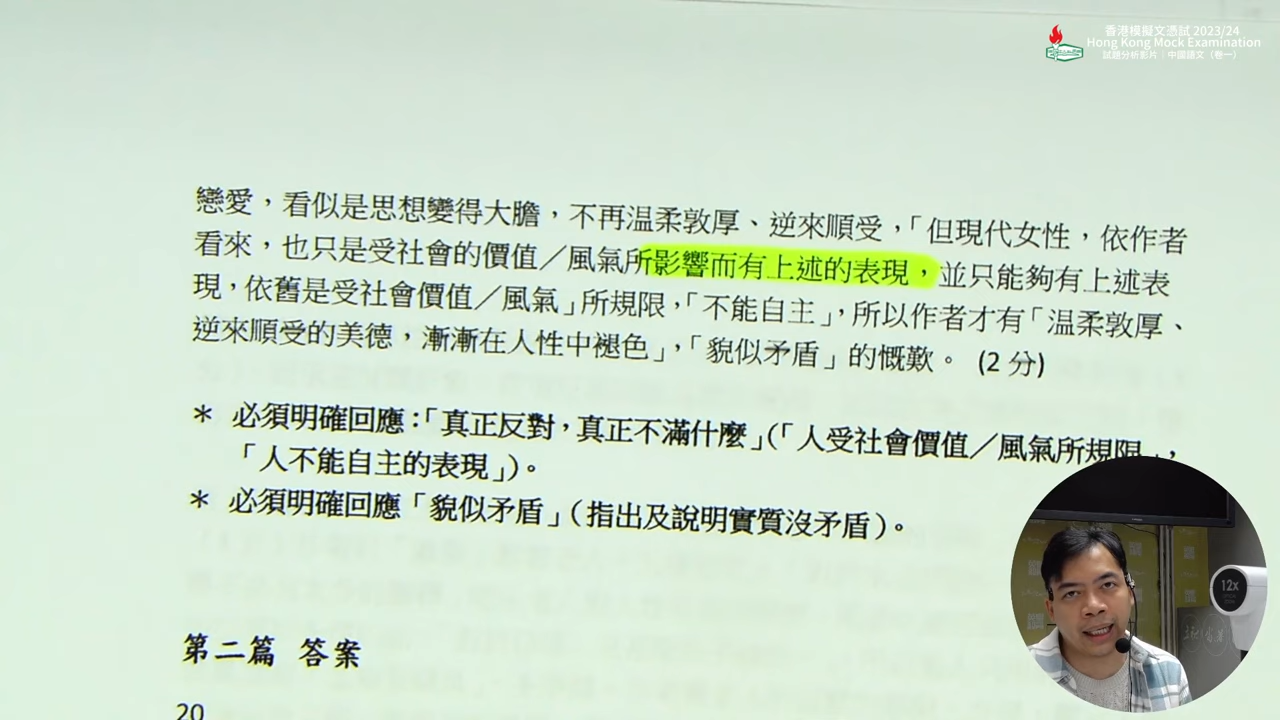 香港模擬文憑試 2023/24
Hong Kong Mock Examination
試題分析影片｜中國語文（卷一）
戀愛，看似是思想變得大膽，不再温柔敦厚、逆來順受，「但現代女性，依作者
看來，也只是受社會的價值／風氣所影響而有上述的表現，並只能夠有上述表
現，依舊是受社會價值／風氣」所規限，「不能自主」，所以作者才有「温柔敦厚、
逆來順受的美德，漸漸在人性中褪色」，「貌似矛盾」的慨歎。 (2 分)
＊ 必須明確回應：「真正反對，真正不滿什麼」(「人受社會價值／風氣所規限」，
「人不能自主的表現」)。
＊ 必須明確回應「貌似矛盾」(指出及說明實質沒矛盾)。
第二篇 答案
20
12x